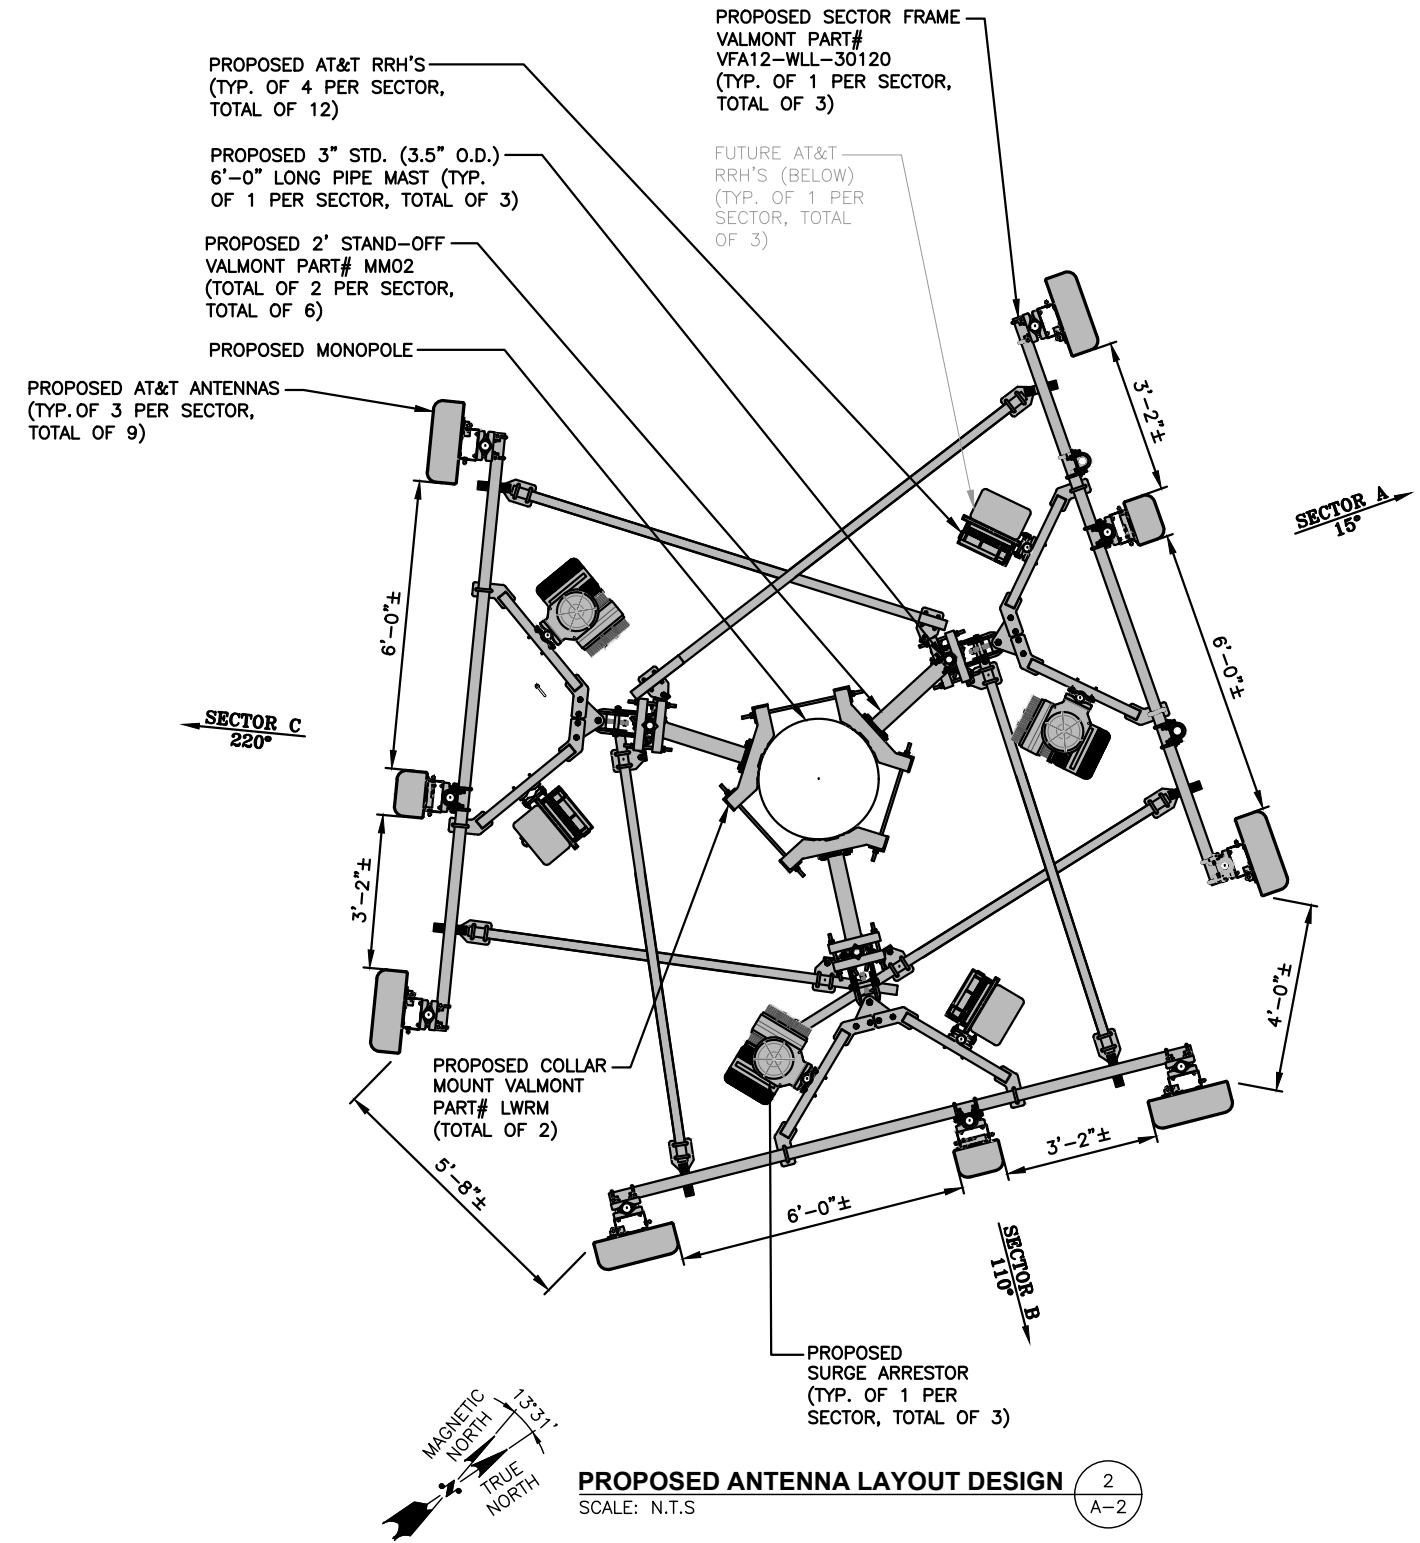 PROPOSED SECTOR FRAME
VALMONT PART#
VFA12-WLL-30120
(TYP. OF 1 PER SECTOR,
TOTAL OF 3)
PROPOSED AT&T RRH'S
(TYP. OF 4 PER SECTOR,
TOTAL OF 12)
PROPOSED 3" STD. (3.5" O.D.)
6'-0" LONG PIPE MAST (TYP.
OF 1 PER SECTOR, TOTAL OF 3)
FUTURE AT&T
RRH'S (BELOW)
(TYP. OF 1 PER
SECTOR, TOTAL
OF 3)
PROPOSED 2' STAND-OFF
VALMONT PART# MM02
(TOTAL OF 2 PER SECTOR,
TOTAL OF 6)
PROPOSED MONOPOLE
PROPOSED AT&T ANTENNAS
(TYP. OF 3 PER SECTOR,
TOTAL OF 9)
3'-2"±
SECTOR A
15°
6'-0"±
6'-0"±
SECTOR C
220°
3'-2"±
4'-0"±
PROPOSED COLLAR
MOUNT VALMONT
PART# LWRM
(TOTAL OF 2)
5'-8"±
3'-2"±
6'-0"±
SECTOR B
110°
PROPOSED
SURGE ARRESTOR
(TYP. OF 1 PER
SECTOR, TOTAL OF 3)
MAGNETIC
NORTH
13°31'
TRUE
NORTH
PROPOSED ANTENNA LAYOUT DESIGN
SCALE: N.T.S
2
A-2